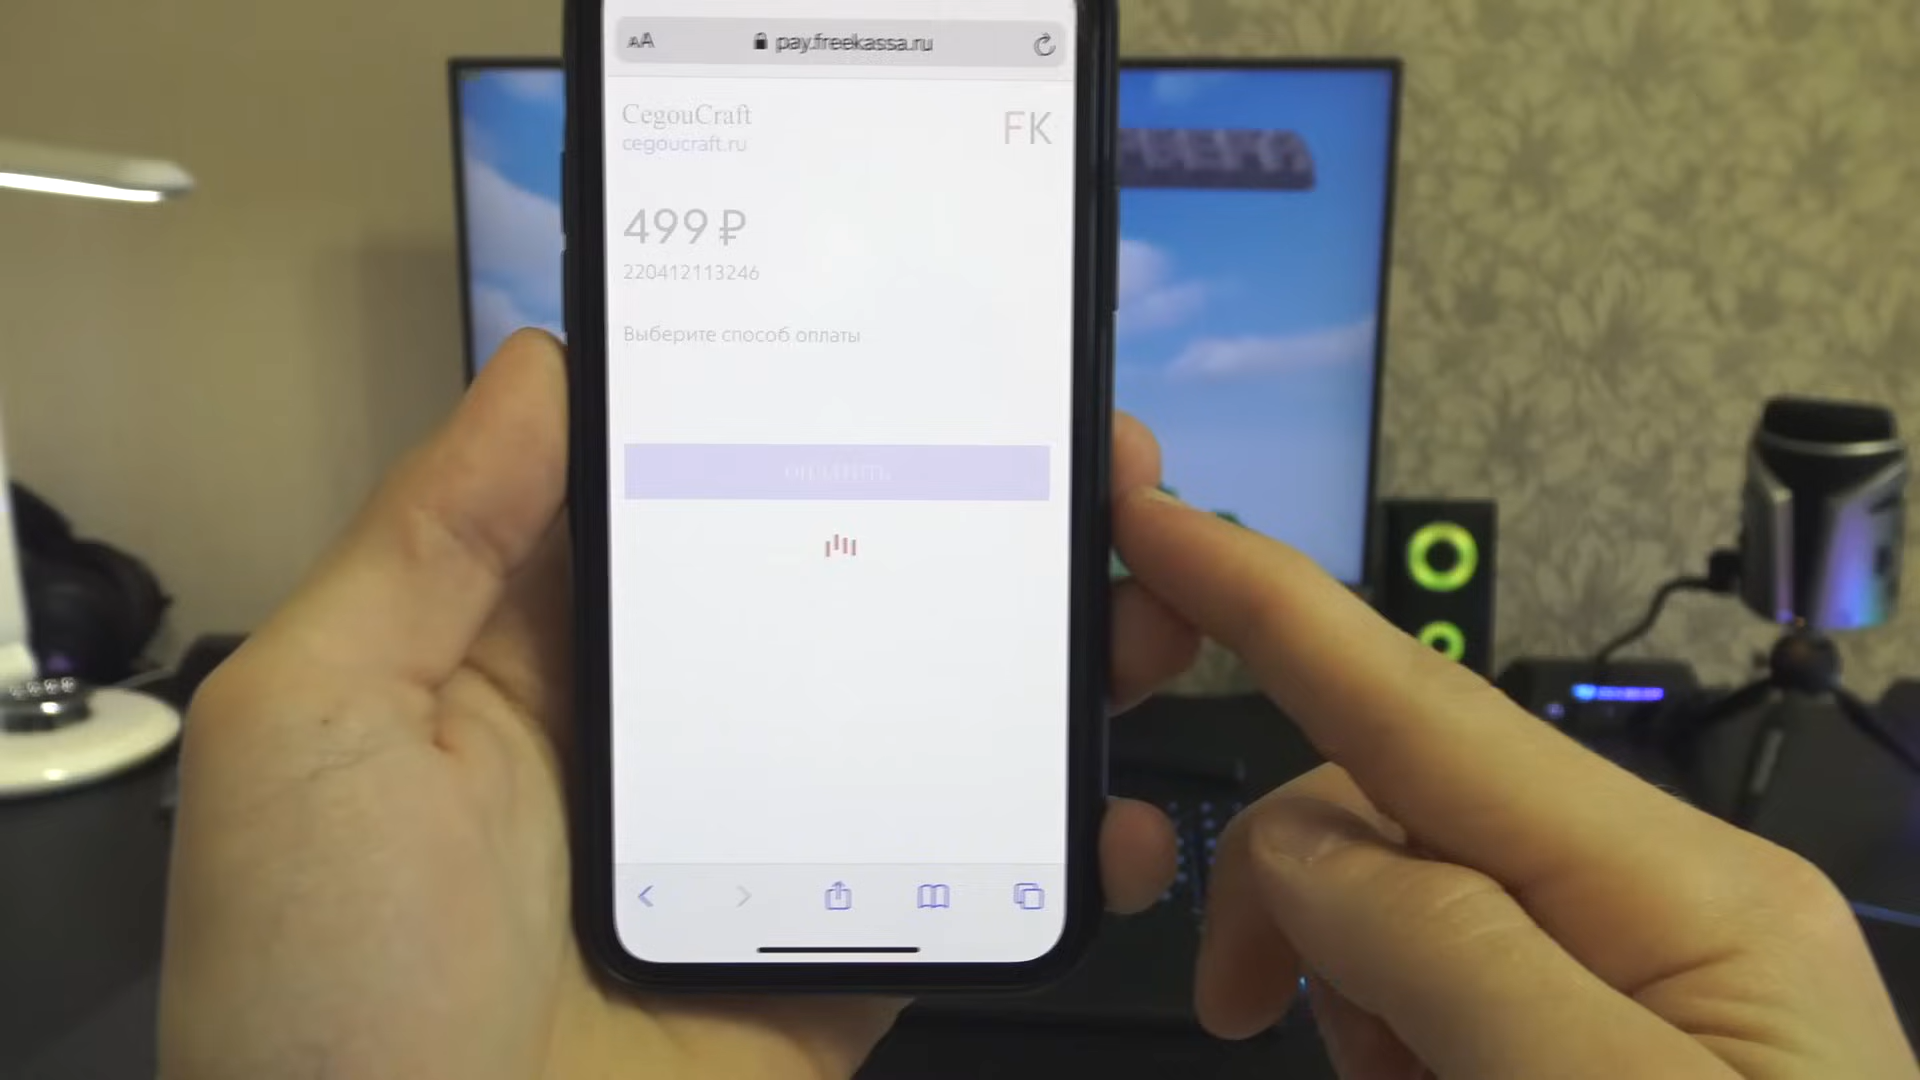 AA
pay.freekassa.ru
CegouCraft
cegoucraft.ru
FK
499 ₽
220412113246
Выберите способ оплаты